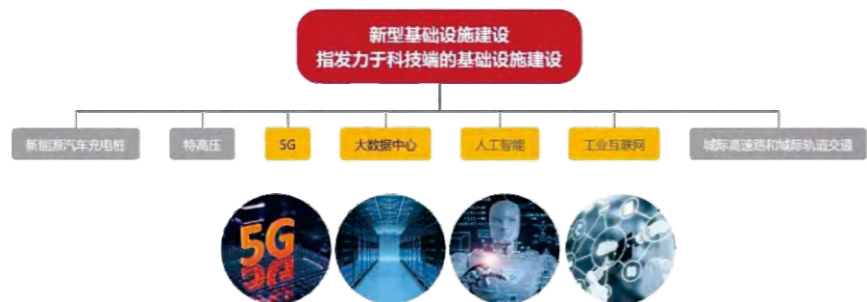 新型基础设施建设
指发力于科技端的基础设施建设
新能源汽车充电桩
特高压
5G
大数据中心
人工智能
工业互联网
城际高速路和城际轨道交通
5G